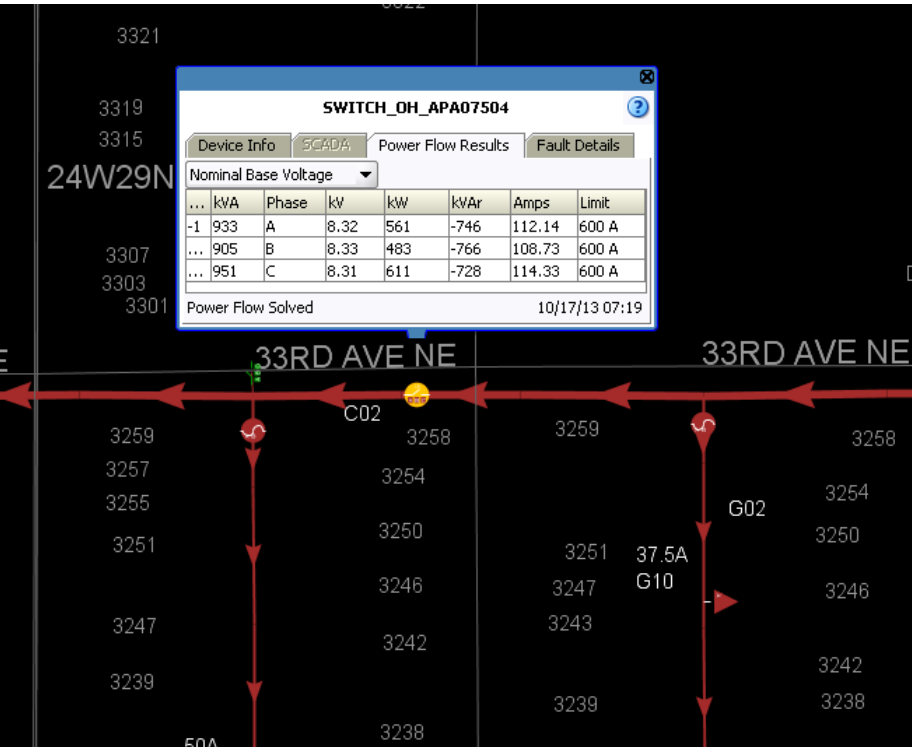 3321
3319
3315
24W29N
3307
3303
3301
SWITCH_OH_APA07504
?
Device Info SCADA Power Flow Results Fault Details
Nominal Base Voltage
... kVA Phase kV kW kVAr Amps Limit
-1 933 A 8.32 561 -746 112.14 600 A
... 905 B 8.33 483 -766 108.73 600 A
... 951 C 8.31 611 -728 114.33 600 A
Power Flow Solved 10/17/13 07:19
E 33RD AVE NE 33RD AVE NE
C02
3259 3258 3259 3258
3257 3254 3254
3255 G02
3251 3250 3250
3251 37.5A
3246 3247 G10 3246
3247 3243
3242 3242
3239 3239 3238
3238
50A